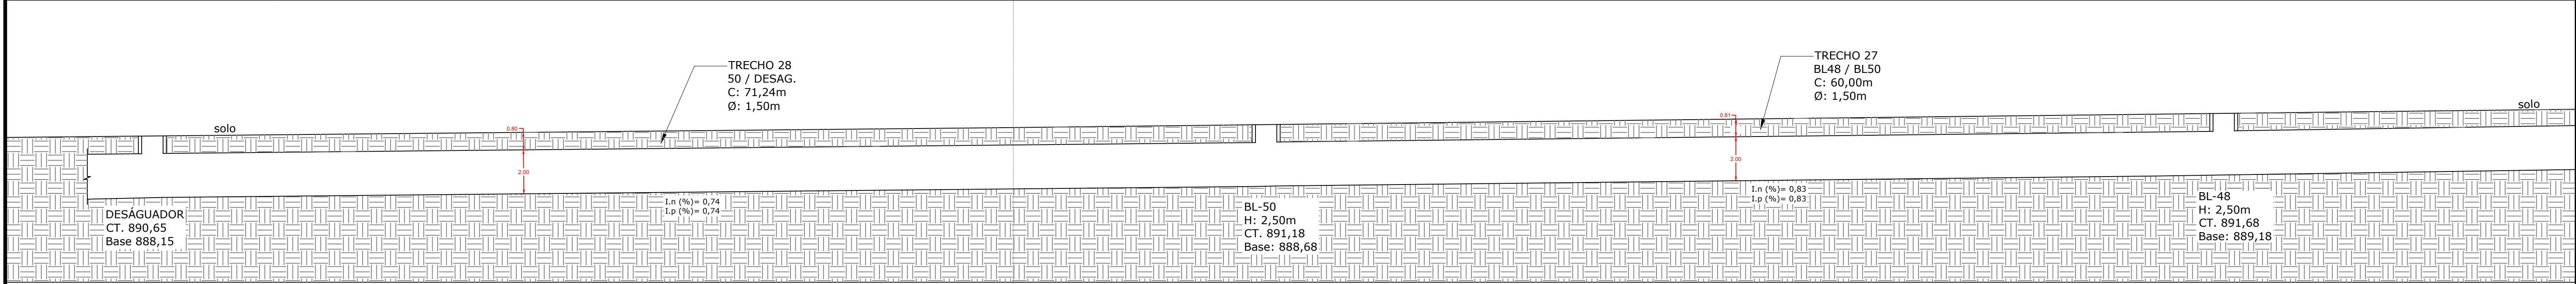 TRECHO 28
50 / DESAG.
C: 71,24m
Ø: 1,50m
TRECHO 27
BL48 / BL50
C: 60,00m
Ø: 1,50m
solo
solo
0.80
2.00
0.81
2.00
I.n (%)= 0,74
I.p (%)= 0,74
I.n (%)= 0,83
I.p (%)= 0,83
DESAGUADOR
CT. 890,65
Base 888,15
BL-50
H: 2,50m
CT. 891,18
Base: 888,68
BL-48
H: 2,50m
CT. 891,68
Base: 889,18